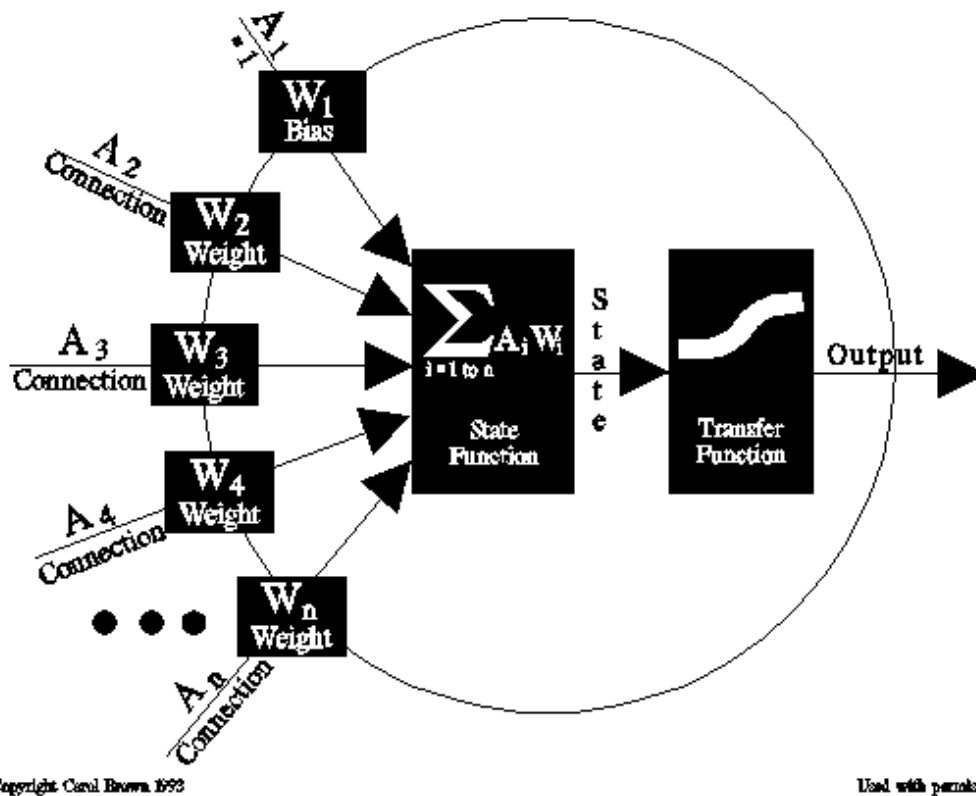 A1
= 1
W1
Bias
A2
Connection
W2
Weight
A3
Connection
W3
Weight
A4
Connection
W4
Weight
An
Connection
Wn
Weight
∑AiWi
i = 1 to n
State
Function
State
Transfer
Function
Output
Copyright Carol Brown 1993
Used with